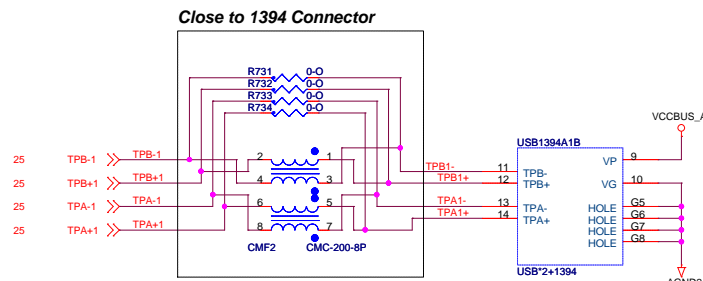 Close to 1394 Connector
R731 0-O
R732 0-O
R733 0-O
R734 0-O
VCCBUS_A
USB1394A1B
25 TPB-1 TPB-1 2 1 TPB1- 11 TPB- VP 9
25 TPB+1 TPB+1 4 3 TPB1+ 12 TPB+ VG 10
25 TPA-1 TPA-1 6 5 TPA1- 13 TPA- HOLE G5
25 TPA+1 TPA+1 8 7 TPA1+ 14 TPA+ HOLE G6
HOLE G7
HOLE G8
CMF2 CMC-200-8P
USB*2+1394